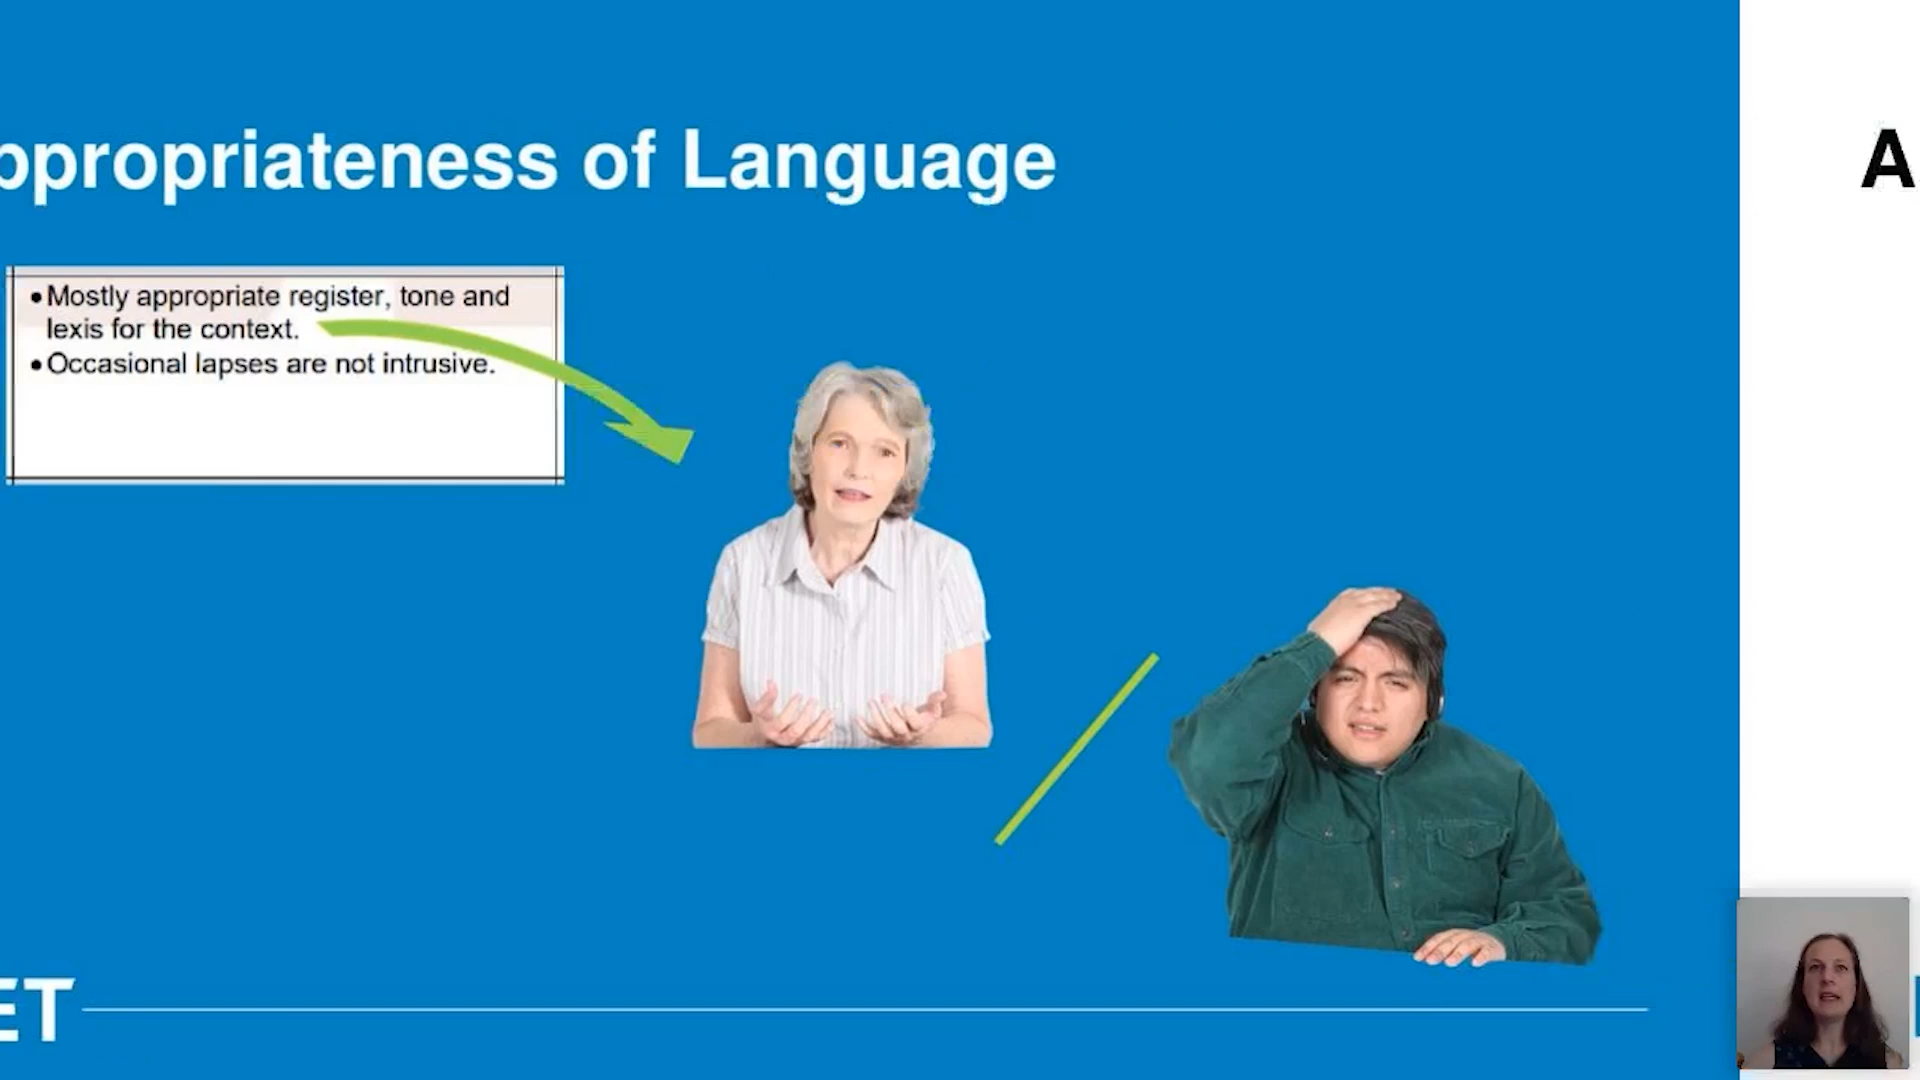 ppropriateness of Language
A
•Mostly appropriate register, tone and
lexis for the context.
•Occasional lapses are not intrusive.
ET